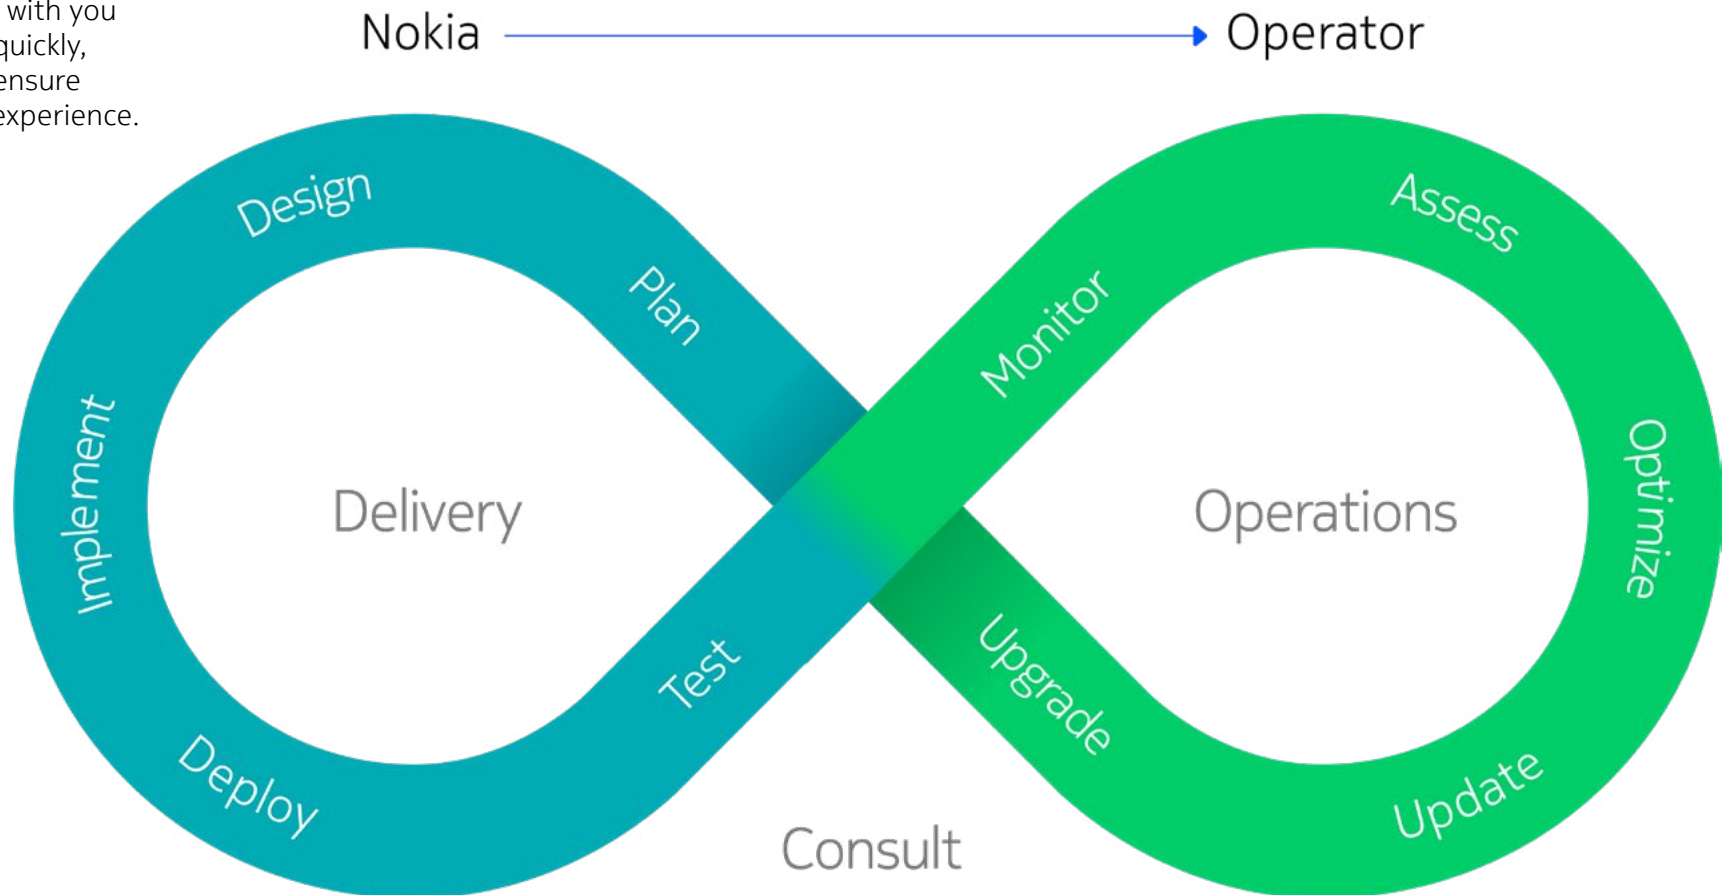 with you
quickly,
ensure
experience.
Nokia
Operator
Design
Plan
Implement
Delivery
Deploy
Test
Monitor
Assess
Optimize
Operations
Upgrade
Update
Consult